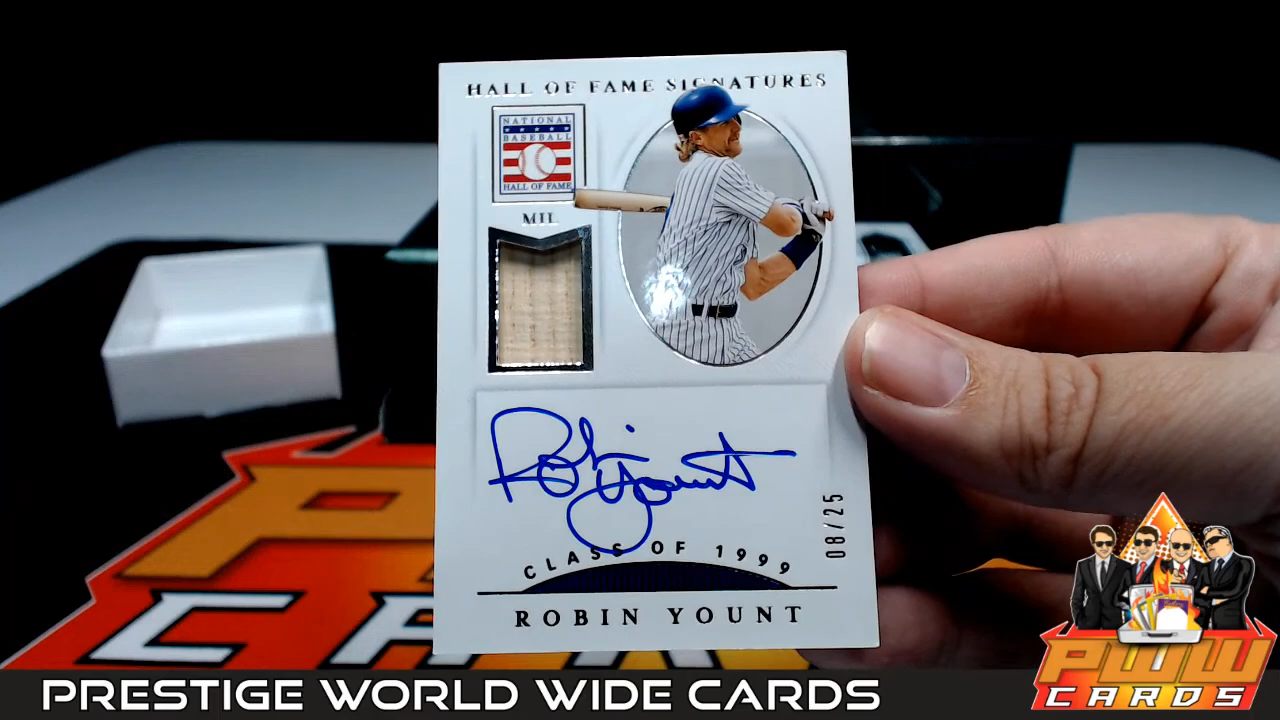 HALL OF FAME SIGNATURES
NATIONAL
BASEBALL
HALL OF FAME
MIL
Robin Yount
08/25
CLASS OF 1999
ROBIN YOUNT
PWW
CARDS
PRESTIGE WORLD WIDE CARDS